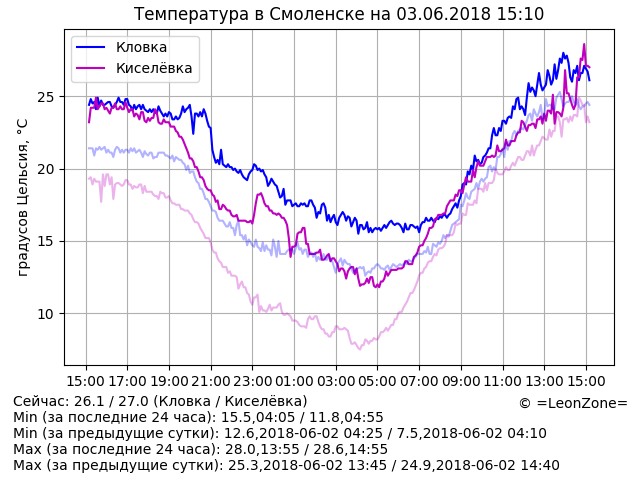 Температура в Смоленске на 03.06.2018 15:10
Кловка
Киселёвка
градусов Цельсия, °C
25
20
15
10
15:00 17:00 19:00 21:00 23:00 01:00 03:00 05:00 07:00 09:00 11:00 13:00 15:00
Сейчас: 26.1 / 27.0 (Кловка / Киселёвка)
© =LeonZone=
Min (за последние 24 часа): 15.5,04:05 / 11.8,04:55
Min (за предыдущие сутки): 12.6,2018-06-02 04:25 / 7.5,2018-06-02 04:10
Max (за последние 24 часа): 28.0,13:55 / 28.6,14:55
Max (за предыдущие сутки): 25.3,2018-06-02 13:45 / 24.9,2018-06-02 14:40